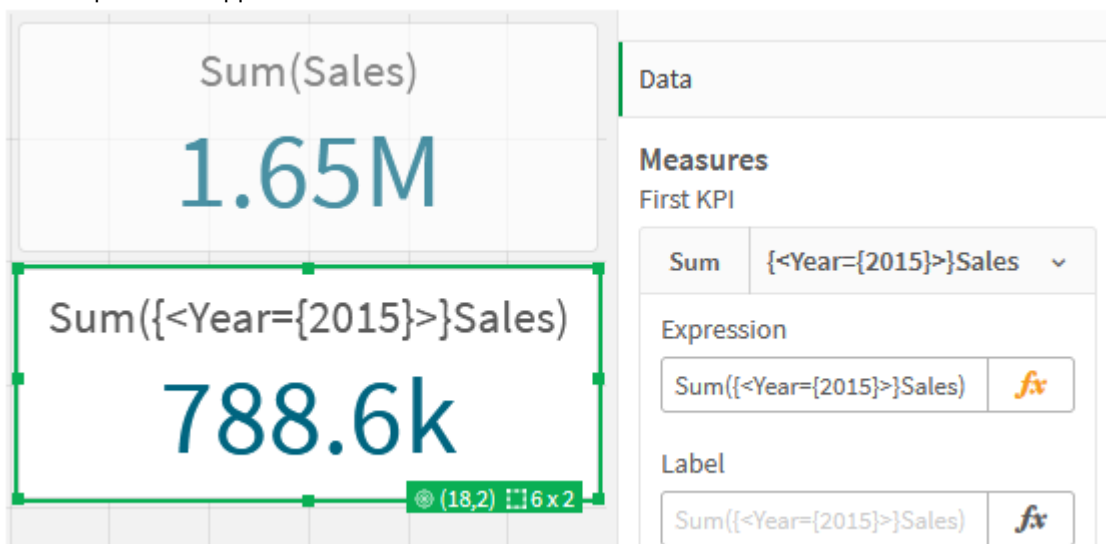 Sum(Sales)
1.65M
Sum({<Year={2015}>}Sales)
788.6k
(18,2) 6 x 2
Data
Measures
First KPI
Sum {<Year={2015}>}Sales
Expression
Sum({<Year={2015}>}Sales) fx
Label
Sum({<Year={2015}>}Sales) fx